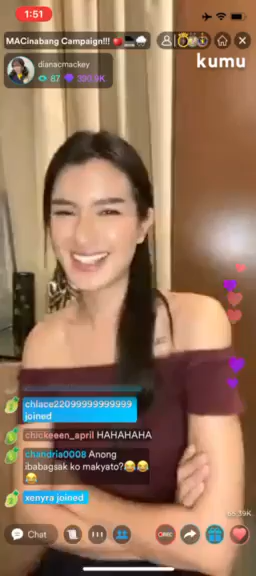 1:51
MACinabang Campaign!!!
kumu
dianacmackey
87 390.9K
chlace22099999999999
joined
chickeeen_april HAHAHAHA
chandria0008 Anong
ibabagsak ko makyato?
xenyra joined
Chat